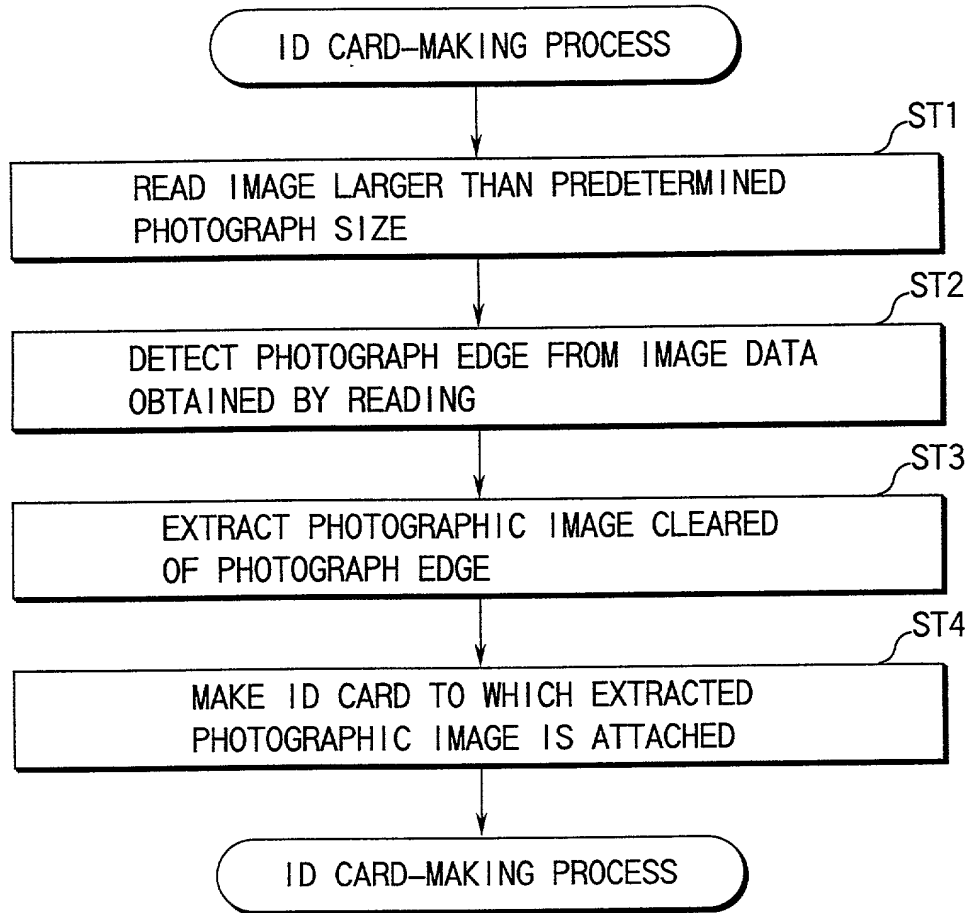 ID CARD-MAKING PROCESS
ST1
READ IMAGE LARGER THAN PREDETERMINED
PHOTOGRAPH SIZE
ST2
DETECT PHOTOGRAPH EDGE FROM IMAGE DATA
OBTAINED BY READING
ST3
EXTRACT PHOTOGRAPHIC IMAGE CLEARED
OF PHOTOGRAPH EDGE
ST4
MAKE ID CARD TO WHICH EXTRACTED
PHOTOGRAPHIC IMAGE IS ATTACHED
ID CARD-MAKING PROCESS